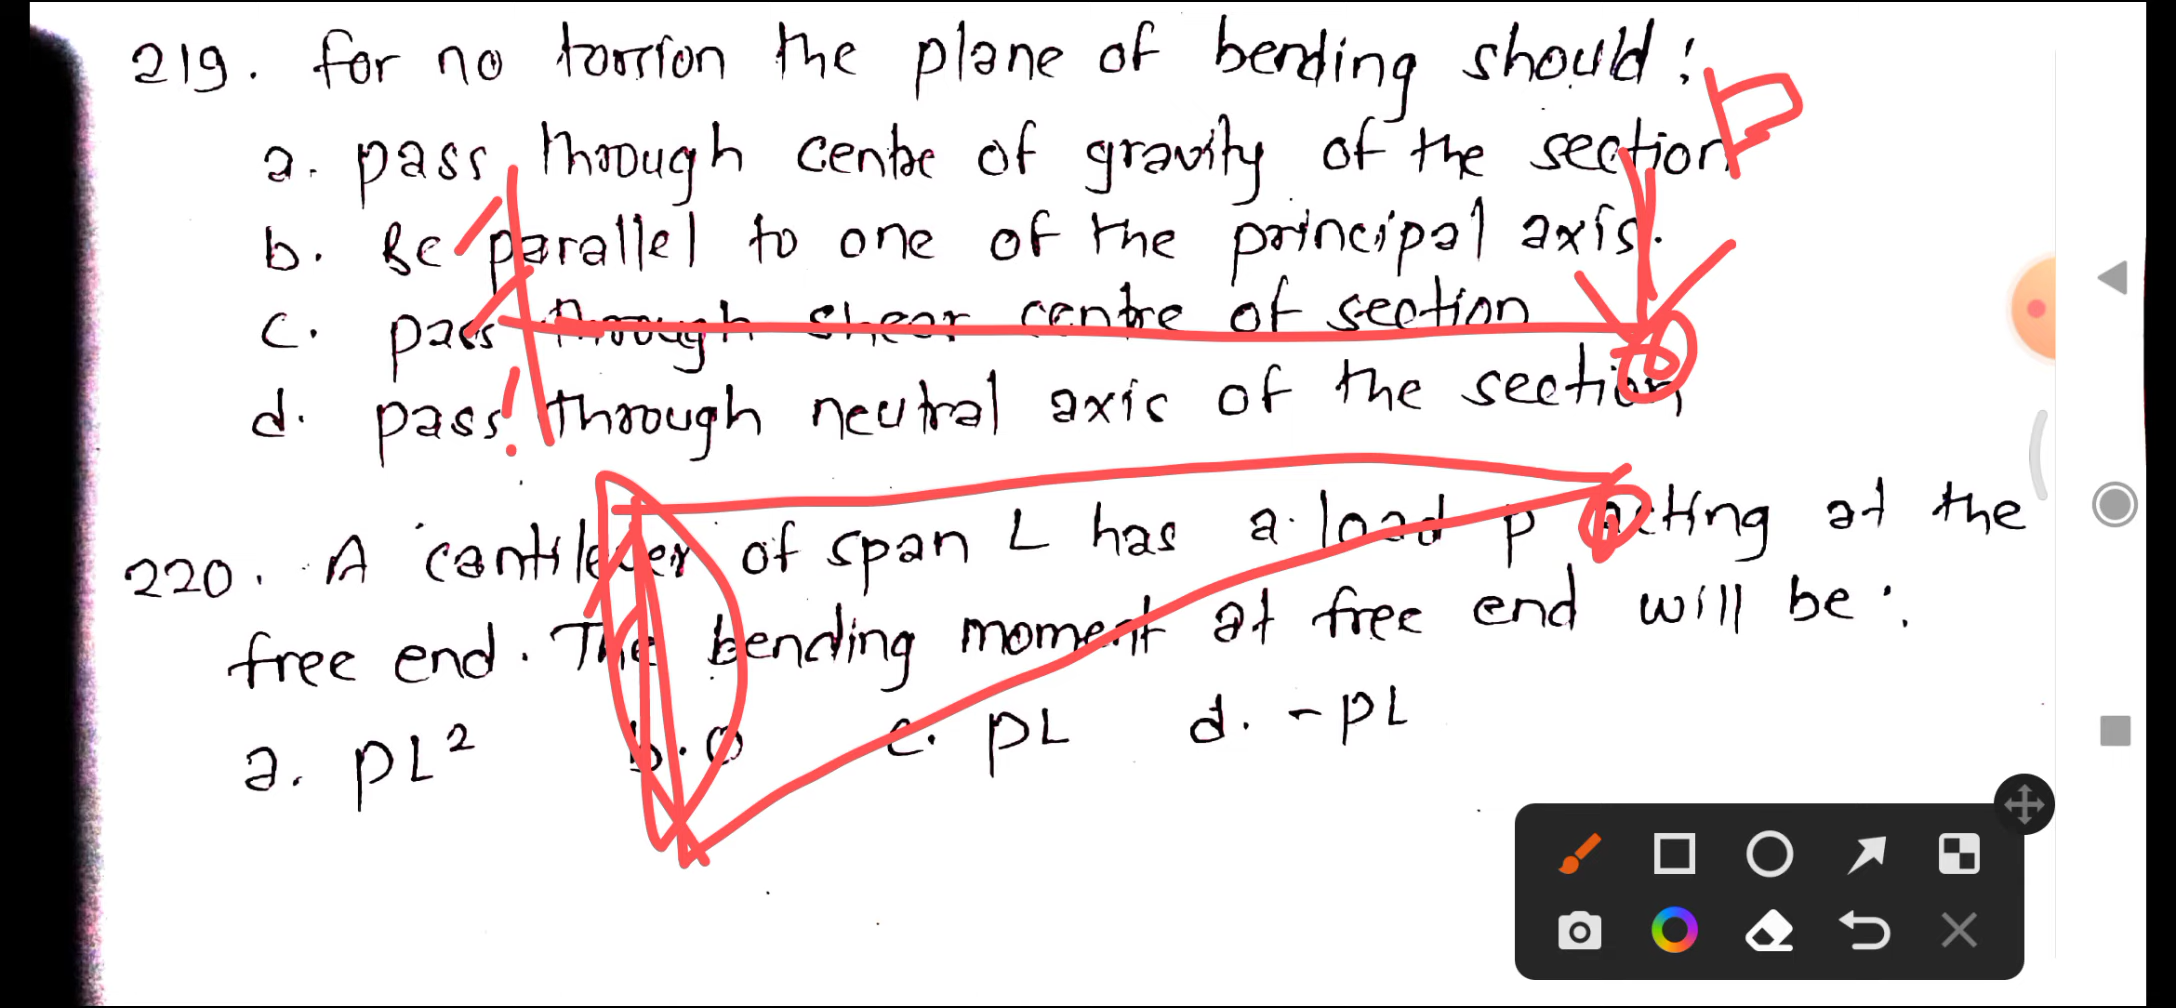 219. for no torsion the plane of bending should:
P
a. pass through centre of gravity of the section
b. Be parallel to one of the principal axis.
c. pass through shear centre of section
d. pass through neutral axis of the section
220. A cantilever of span L has a load p acting at the
free end. The bending moment at free end will be:
a. PL² b. 0 c. PL d. -PL